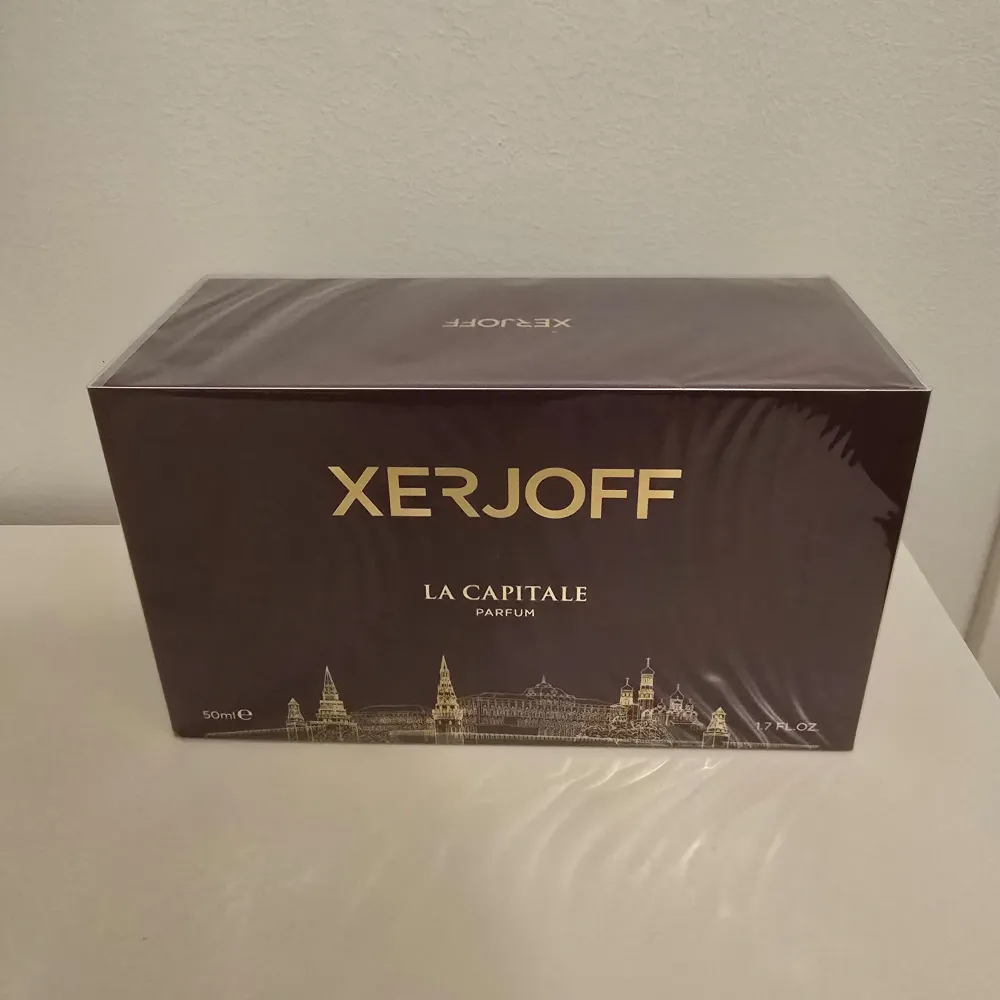 XERJOFF
XERJOFF
LA CAPITALE
PARFUM
50ml℮
1.7 FL.OZ